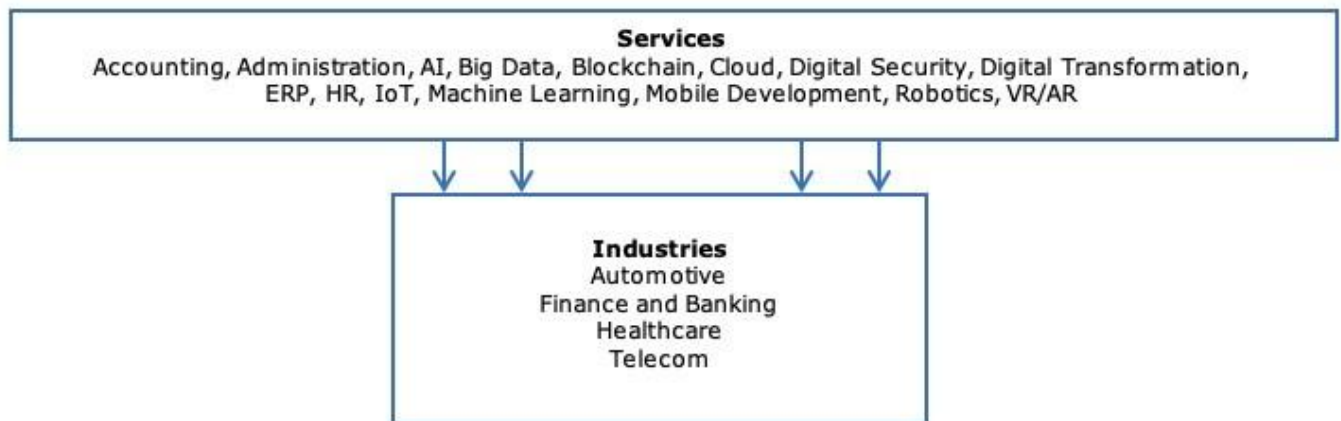 Services
Accounting, Administration, AI, Big Data, Blockchain, Cloud, Digital Security, Digital Transformation,
ERP, HR, IoT, Machine Learning, Mobile Development, Robotics, VR/AR
Industries
Automotive
Finance and Banking
Healthcare
Telecom